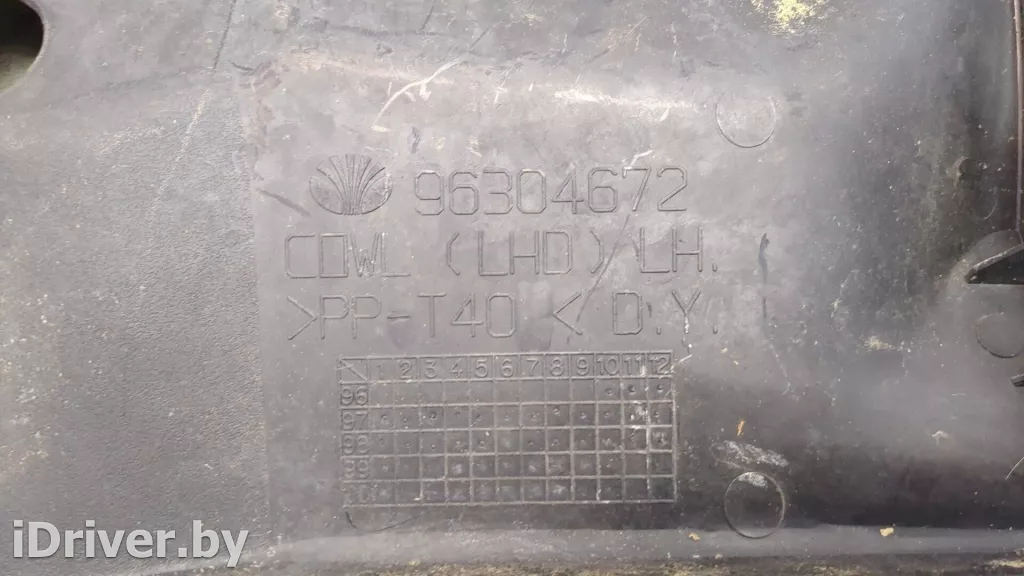 96304672
COWL (LHD) LH.
>PP-T40< D.Y.
1 2 3 4 5 6 7 8 9 10 11 12
96
97
98
99
iDriver.by